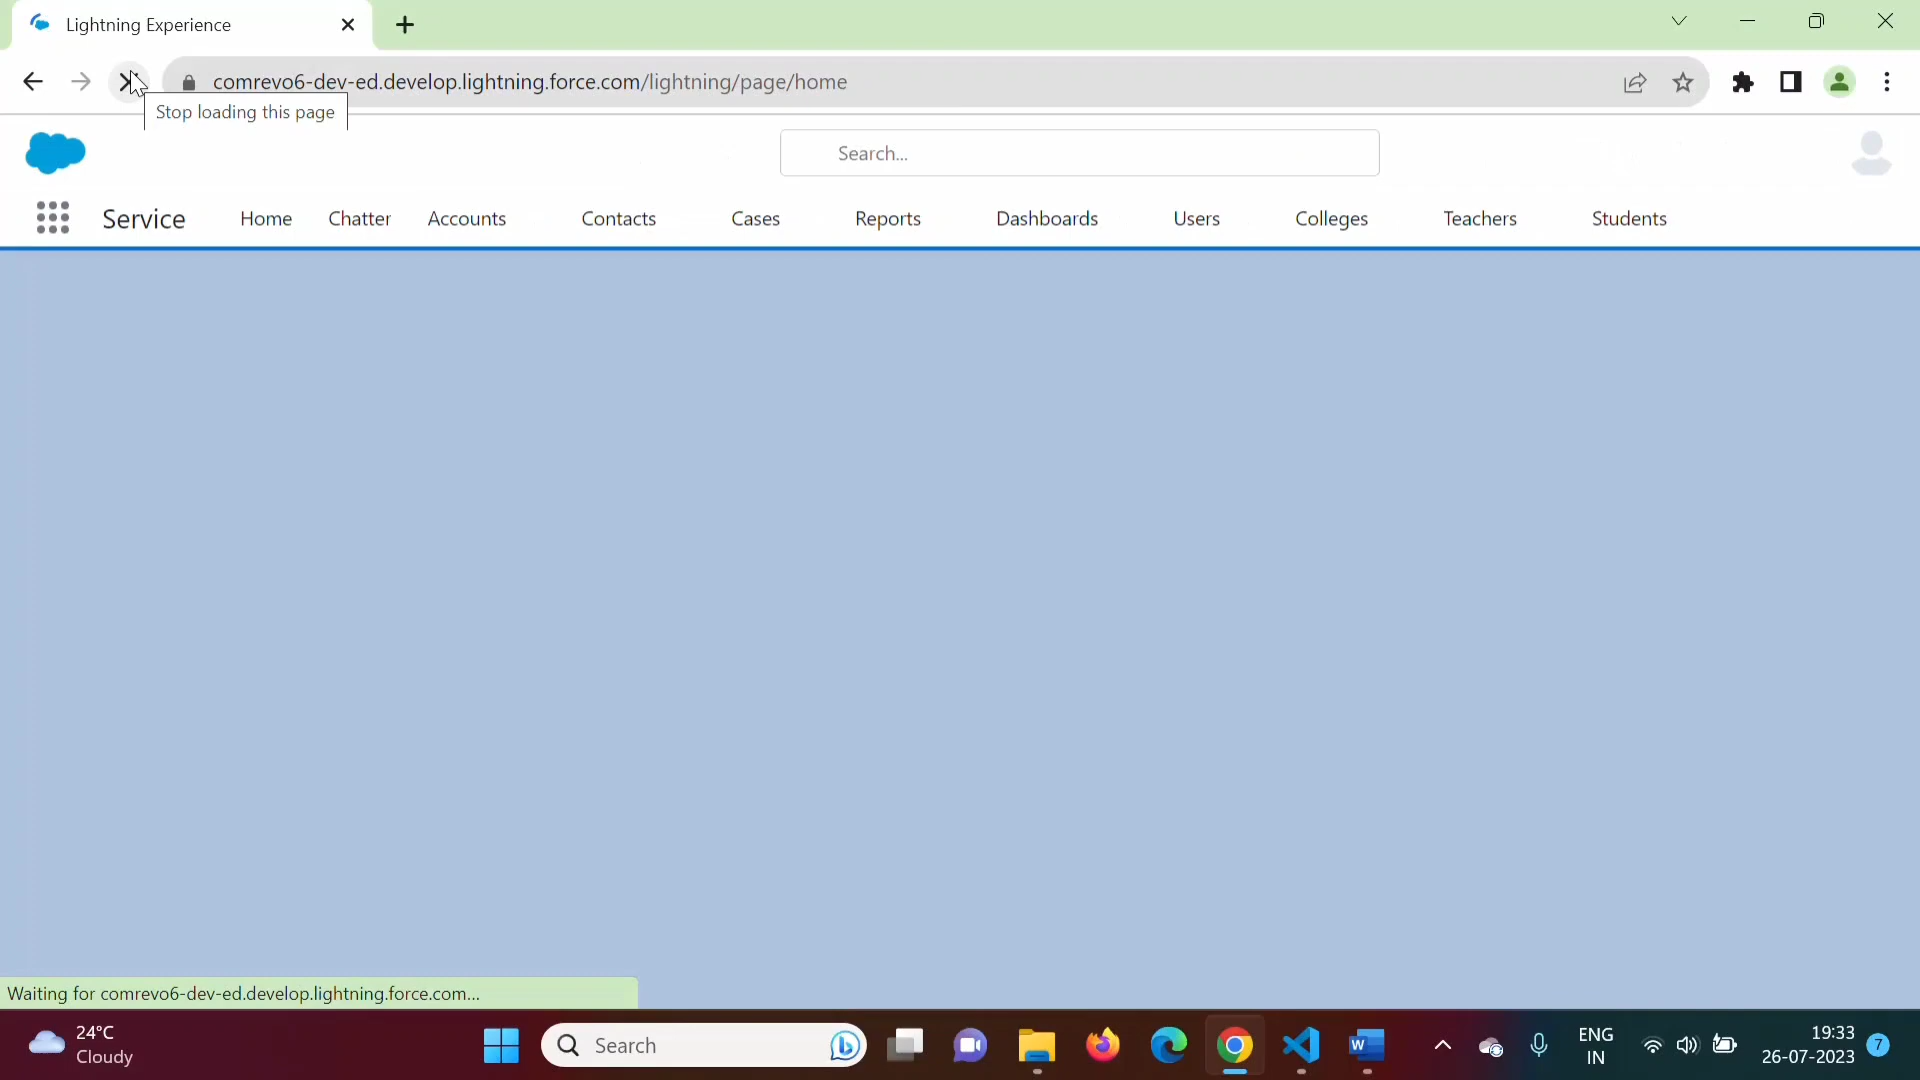 Lightning Experience
comrevo6-dev-ed.develop.lightning.force.com/lightning/page/home
Stop loading this page
Search...
Service Home Chatter Accounts Contacts Cases Reports Dashboards Users Colleges Teachers Students
Waiting for comrevo6-dev-ed.develop.lightning.force.com...
24°C
Cloudy
Search
W
ENG
IN
19:33
26-07-2023
7